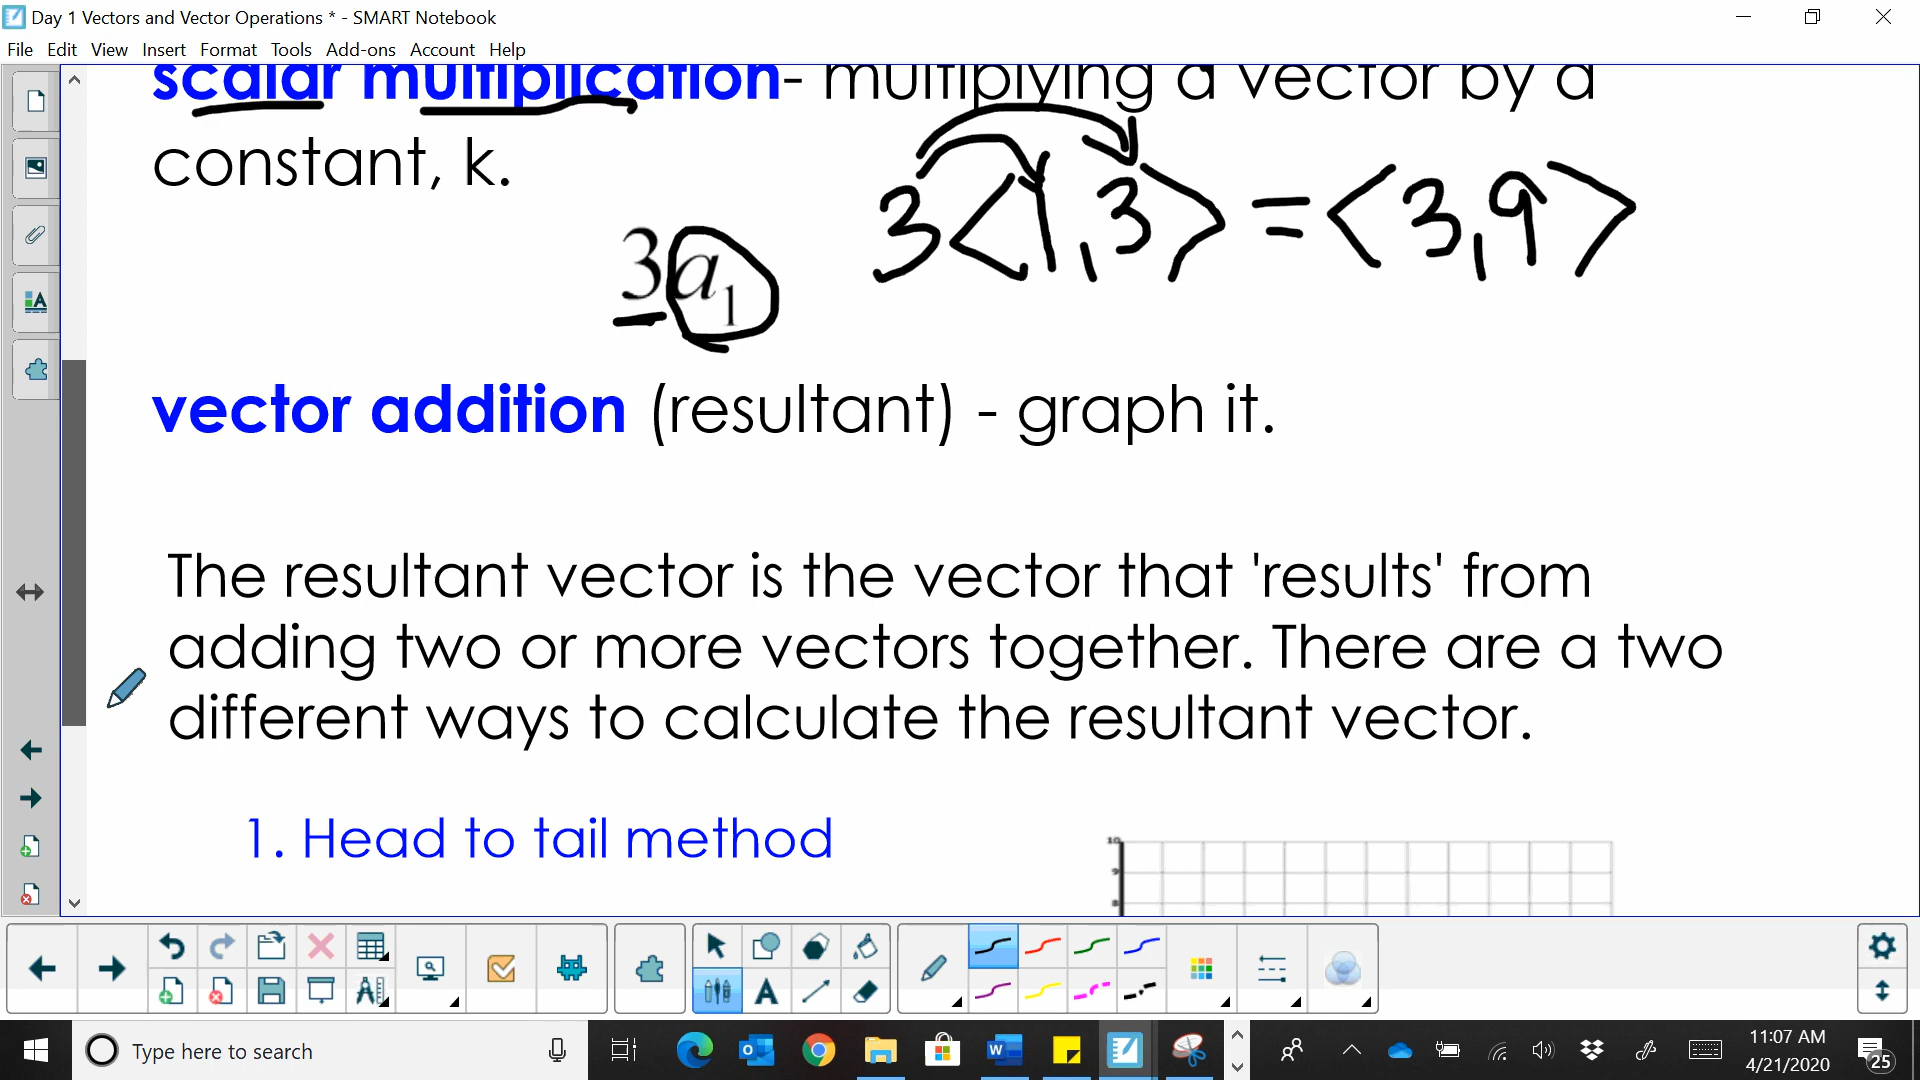 Day 1 Vectors and Vector Operations * - SMART Notebook
File Edit View Insert Format Tools Add-ons Account Help
scalar multiplication- multiplying a vector by a
constant, k.
3<1,3> = <3,9>
3a₁
vector addition (resultant) - graph it.
The resultant vector is the vector that 'results' from
adding two or more vectors together. There are a two
different ways to calculate the resultant vector.
1. Head to tail method
10
9
8
Type here to search
11:07 AM
4/21/2020
25